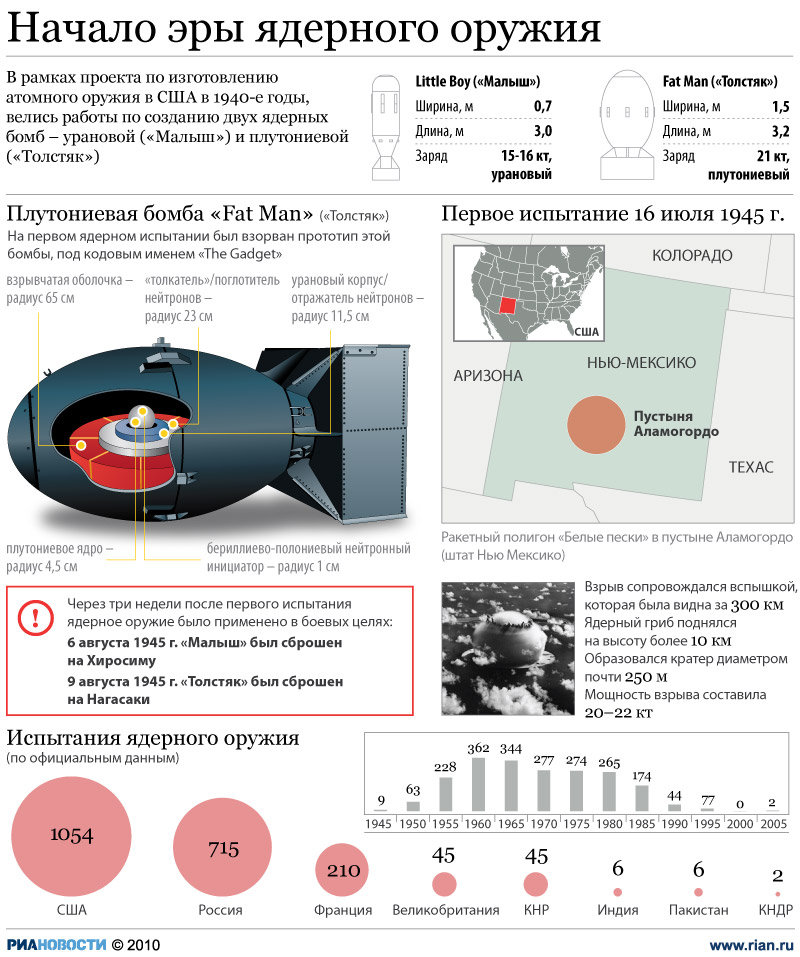 Начало эры ядерного оружия
В рамках проекта по изготовлению
атомного оружия в США в 1940-е годы,
велись работы по созданию двух ядерных
бомб – урановой («Малыш») и плутониевой
(«Толстяк»)
Little Boy («Малыш»)
Ширина, м 0,7
Длина, м 3,0
Заряд 15-16 кт,
урановый
Fat Man («Толстяк»)
Ширина, м 1,5
Длина, м 3,2
Заряд 21 кт,
плутониевый
Плутониевая бомба «Fat Man» («Толстяк»)
На первом ядерном испытании был взорван прототип этой
бомбы, под кодовым именем «The Gadget»
взрывчатая оболочка –
радиус 65 см
«толкатель»/поглотитель
нейтронов –
радиус 23 см
урановый корпус/
отражатель нейтронов –
радиус 11,5 см
плутониевое ядро –
радиус 4,5 см
бериллиево-полониевый нейтронный
инициатор – радиус 1 см
Первое испытание 16 июля 1945 г.
КОЛОРАДО
США
АРИЗОНА
НЬЮ-МЕКСИКО
Пустыня
Аламогордо
ТЕХАС
Ракетный полигон «Белые пески» в пустыне Аламогордо
(штат Нью Мексико)
!
Через три недели после первого испытания
ядерное оружие было применено в боевых целях:
6 августа 1945 г. «Малыш» был сброшен
на Хиросиму
9 августа 1945 г. «Толстяк» был сброшен
на Нагасаки
Взрыв сопровождался вспышкой,
которая была видна за 300 км
Ядерный гриб поднялся
на высоту более 10 км
Образовался кратер диаметром
почти 250 м
Мощность взрыва составила
20–22 кт
Испытания ядерного оружия
(по официальным данным)
9 63 228 362 344 277 274 265 174 44 77 0 2
1945 1950 1955 1960 1965 1970 1975 1980 1985 1990 1995 2000 2005
1054 715 210 45 45 6 6 2
США Россия Франция Великобритания КНР Индия Пакистан КНДР
РИАНОВОСТИ © 2010
www.rian.ru